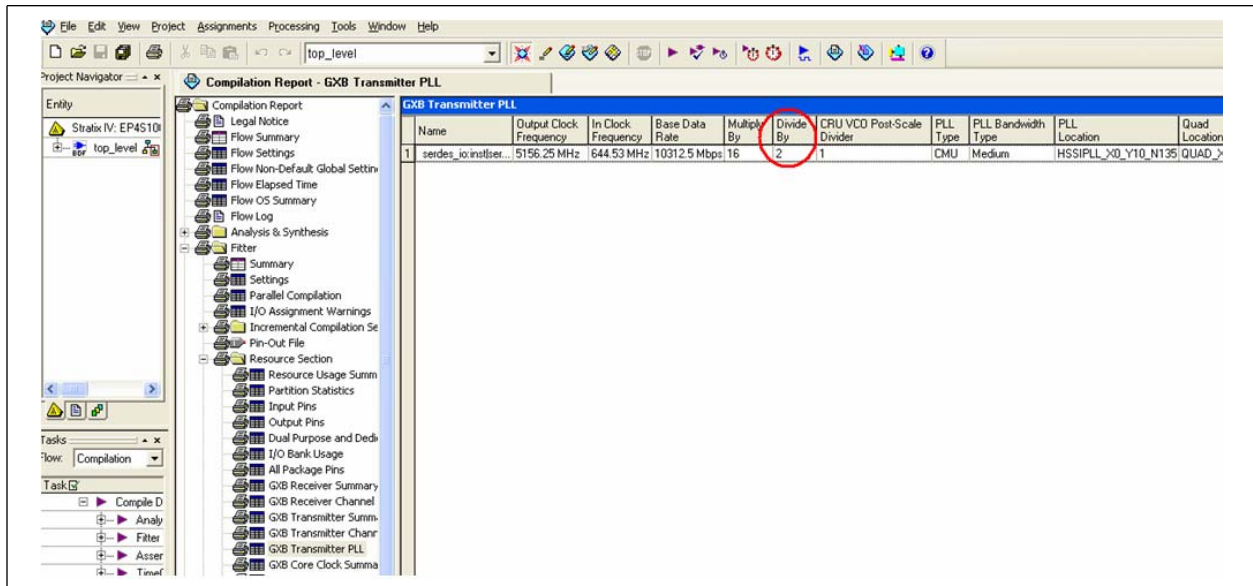 File Edit View Project Assignments Processing Tools Window Help
top_level
Project Navigator
Compilation Report - GXB Transmitter PLL
Entity
Stratix IV: EP4S10
top_level
Compilation Report
Legal Notice
Flow Summary
Flow Settings
Flow Non-Default Global Settin
Flow Elapsed Time
Flow OS Summary
Flow Log
Analysis & Synthesis
Fitter
Summary
Settings
Parallel Compilation
I/O Assignment Warnings
Incremental Compilation Se
Pin-Out File
Resource Section
Resource Usage Summ
Partition Statistics
Input Pins
Output Pins
Dual Purpose and Dedi
I/O Bank Usage
All Package Pins
GXB Receiver Summary
GXB Receiver Channel
GXB Transmitter Summ
GXB Transmitter Chanr
GXB Transmitter PLL
GXB Core Clock Summa
GXB Transmitter PLL
Name Output Clock Frequency In Clock Frequency Base Data Rate Multiply By Divide By CRU VCO Post-Scale Divider PLL Type PLL Bandwidth Type PLL Location Quad Location
1 serdes_io:inst|ser... 5156.25 MHz 644.53 MHz 10312.5 Mbps 16 2 1 CMU Medium HSSIPLL_X0_Y10_N135 QUAD_X
Tasks
Flow: Compilation
Task
Compile D
Analy
Fitter
Asser
Time